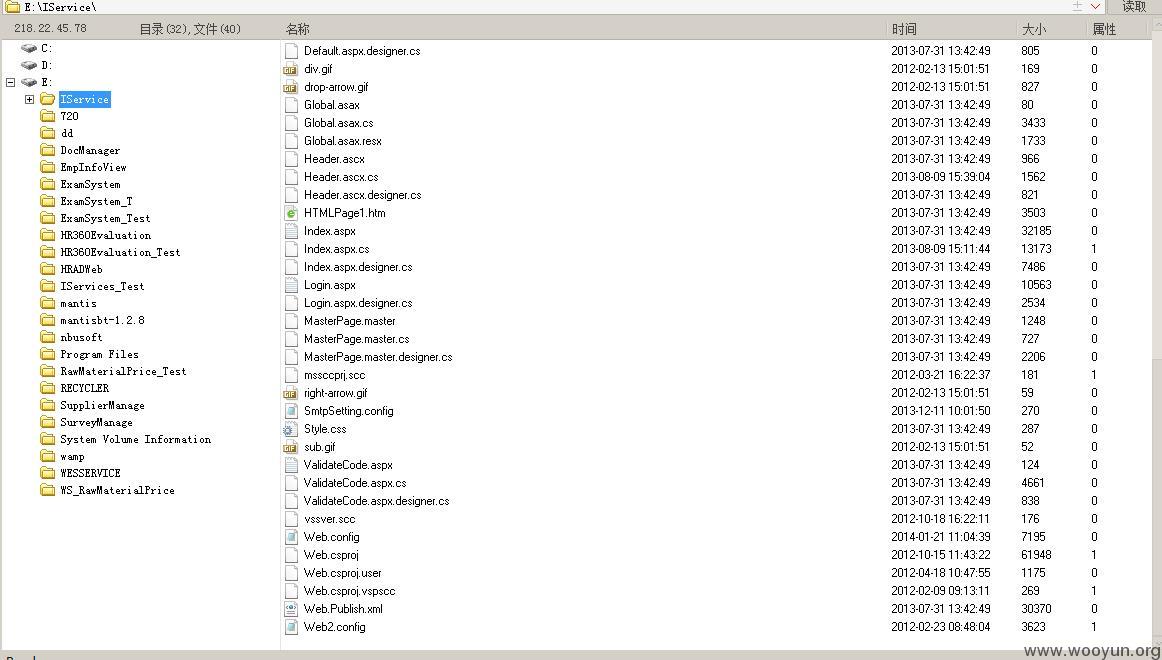 E:\IService\ 读取
218.22.45.78 目录(32),文件(40) 名称 时间 大小 属性
C:
D:
E:
IService
720
dd
DocManager
EmpInfoView
ExamSystem
ExamSystem_T
ExamSystem_Test
HR360Evaluation
HR360Evaluation_Test
HRADWeb
IServices_Test
mantis
mantisbt-1.2.8
nbusoft
Program Files
RawMaterialPrice_Test
RECYCLER
SupplierManage
SurveyManage
System Volume Information
wamp
WESSERVICE
WS_RawMaterialPrice
Default.aspx.designer.cs 2013-07-31 13:42:49 805 0
div.gif 2012-02-13 15:01:51 169 0
drop-arrow.gif 2012-02-13 15:01:51 827 0
Global.asax 2013-07-31 13:42:49 80 0
Global.asax.cs 2013-07-31 13:42:49 3433 0
Global.asax.resx 2013-07-31 13:42:49 1733 0
Header.ascx 2013-07-31 13:42:49 966 0
Header.ascx.cs 2013-08-09 15:39:04 1562 0
Header.ascx.designer.cs 2013-07-31 13:42:49 821 0
HTMLPage1.htm 2013-07-31 13:42:49 3503 0
Index.aspx 2013-07-31 13:42:49 32185 0
Index.aspx.cs 2013-08-09 15:11:44 13173 1
Index.aspx.designer.cs 2013-07-31 13:42:49 7486 0
Login.aspx 2013-07-31 13:42:49 10563 0
Login.aspx.designer.cs 2013-07-31 13:42:49 2534 0
MasterPage.master 2013-07-31 13:42:49 1248 0
MasterPage.master.cs 2013-07-31 13:42:49 727 0
MasterPage.master.designer.cs 2013-07-31 13:42:49 2206 0
mssccprj.scc 2012-03-21 16:22:37 181 1
right-arrow.gif 2012-02-13 15:01:51 59 0
SmtpSetting.config 2013-12-11 10:01:50 270 0
Style.css 2013-07-31 13:42:49 287 0
sub.gif 2012-02-13 15:01:51 52 0
ValidateCode.aspx 2013-07-31 13:42:49 124 0
ValidateCode.aspx.cs 2013-07-31 13:42:49 4661 0
ValidateCode.aspx.designer.cs 2013-07-31 13:42:49 838 0
vssver.scc 2012-10-18 16:22:11 176 0
Web.config 2014-01-21 11:04:39 7195 0
Web.csproj 2012-10-15 11:43:22 61948 1
Web.csproj.user 2012-04-18 10:47:55 1175 0
Web.csproj.vspscc 2012-02-09 09:13:11 269 1
Web.Publish.xml 2013-07-31 13:42:49 30370 0
Web2.config 2012-02-23 08:48:04 3623 1
www.wooyun.org